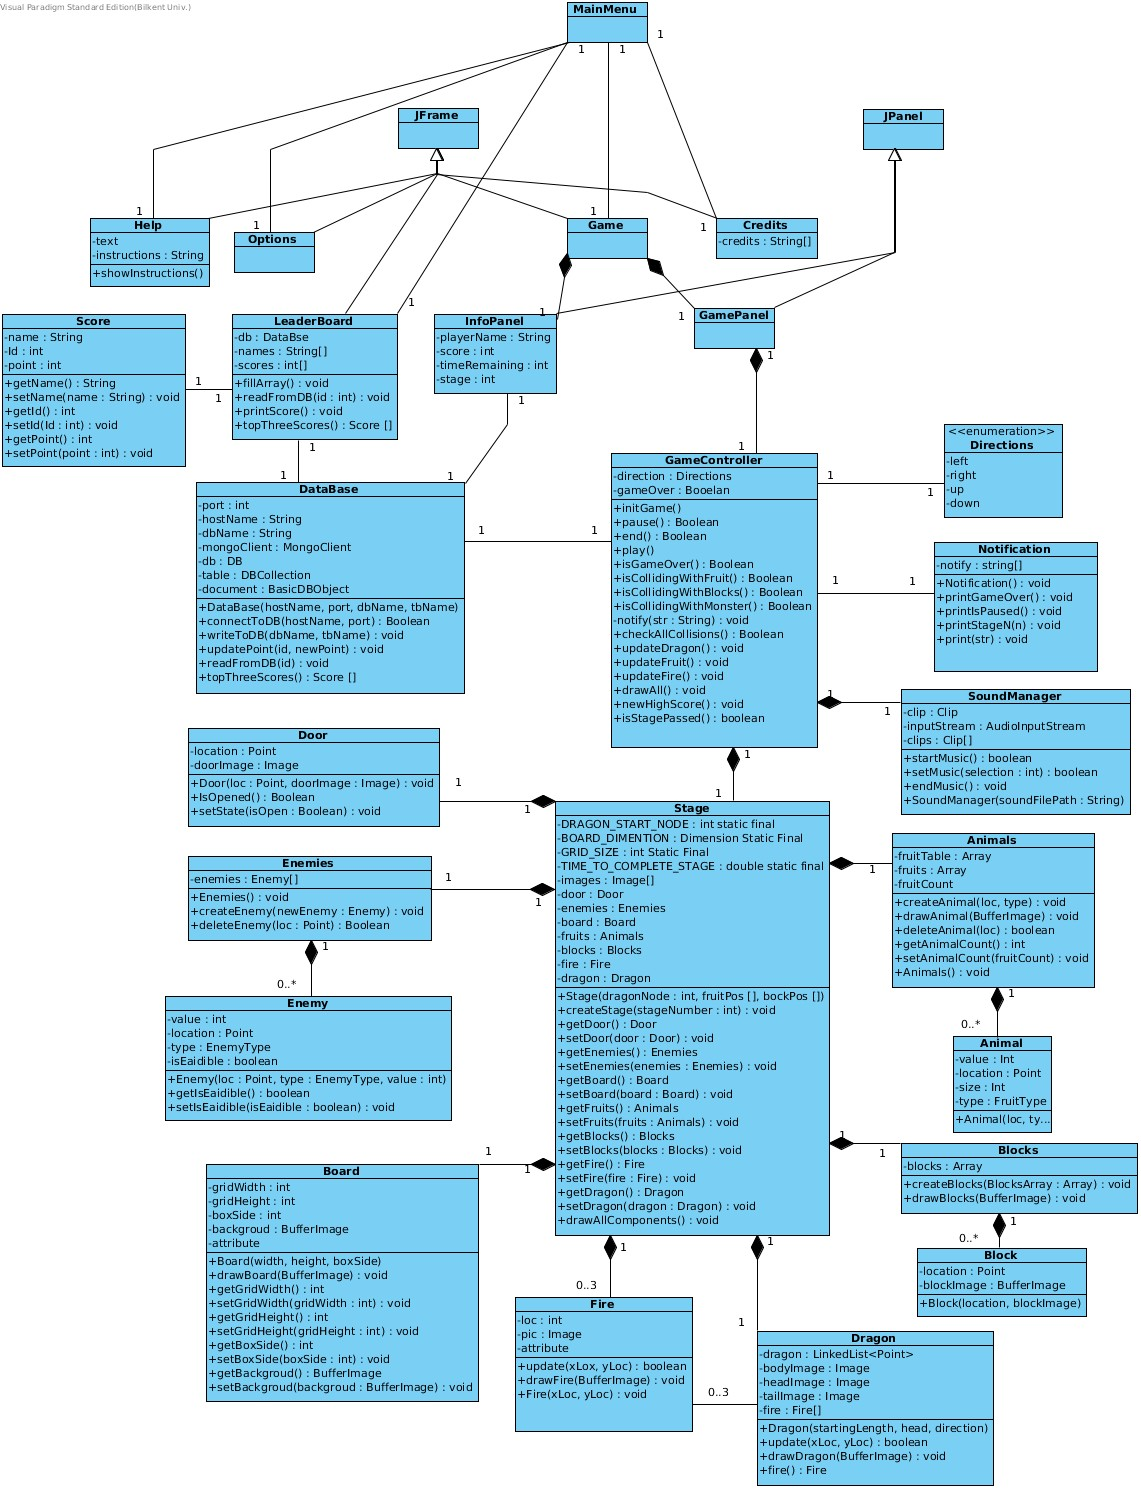 Visual Paradigm Standard Edition(Bilkent Univ.)
MainMenu
1
1
1
JFrame
JPanel
1
1
1
1
Help
-text
-instructions : String
+showInstructions()
Options
Game
Credits
-credits : String[]
1
1
1
Score
-name : String
-Id : int
-point : int
+getName() : String
+setName(name : String) : void
+getId() : int
+setId(Id : int) : void
+getPoint() : int
+setPoint(point : int) : void
1
1
LeaderBoard
-db : DataBse
-names : String[]
-scores : int[]
+fillArray() : void
+readFromDB(id : int) : void
+printScore() : void
+topThreeScores() : Score []
InfoPanel
-playerName : String
-score : int
-timeRemaining : int
-stage : int
GamePanel
1
1
1
1
1
1
DataBase
-port : int
-hostName : String
-dbName : String
-mongoClient : MongoClient
-db : DB
-table : DBCollection
-document : BasicDBObject
+DataBase(hostName, port, dbName, tbName)
+connectToDB(hostName, port) : Boolean
+writeToDB(dbName, tbName) : void
+updatePoint(id, newPoint) : void
+readFromDB(id) : void
+topThreeScores() : Score []
1
1
GameController
-direction : Directions
-gameOver : Booelan
+initGame()
+pause() : Boolean
+end() : Boolean
+play()
+isGameOver() : Boolean
+isCollidingWithFruit() : Boolean
+isCollidingWithBlocks() : Boolean
+isCollidingWithMonster() : Boolean
-notify(str : String) : void
+checkAllCollisions() : Boolean
+updateDragon() : void
+updateFruit() : void
+updateFire() : void
+drawAll() : void
+newHighScore() : void
+isStagePassed() : boolean
1
1
<<enumeration>>
Directions
-left
-right
-up
-down
1
1
Notification
-notify : string[]
+Notification() : void
+printGameOver() : void
+printIsPaused() : void
+printStageN(n) : void
+print(str) : void
1
1
SoundManager
-clip : Clip
-inputStream : AudioInputStream
-clips : Clip[]
+startMusic() : boolean
+setMusic(selection : int) : boolean
+endMusic() : void
+SoundManager(soundFilePath : String)
1
1
Door
-location : Point
-doorImage : Image
+Door(loc : Point, doorImage : Image) : void
+IsOpened() : Boolean
+setState(isOpen : Boolean) : void
1
1
Stage
-DRAGON_START_NODE : int static final
-BOARD_DIMENTION : Dimension Static Final
-GRID_SIZE : int Static Final
-TIME_TO_COMPLETE_STAGE : double static final
-images : Image[]
-door : Door
-enemies : Enemies
-board : Board
-fruits : Animals
-blocks : Blocks
-fire : Fire
-dragon : Dragon
+Stage(dragonNode : int, fruitPos [], bockPos [])
+createStage(stageNumber : int) : void
+getDoor() : Door
+setDoor(door : Door) : void
+getEnemies() : Enemies
+setEnemies(enemies : Enemies) : void
+getBoard() : Board
+setBoard(board : Board) : void
+getFruits() : Animals
+setFruits(fruits : Animals) : void
+getBlocks() : Blocks
+setBlocks(blocks : Blocks) : void
+getFire() : Fire
+setFire(fire : Fire) : void
+getDragon() : Dragon
+setDragon(dragon : Dragon) : void
+drawAllComponents() : void
Enemies
-enemies : Enemy[]
+Enemies() : void
+createEnemy(newEnemy : Enemy) : void
+deleteEnemy(loc : Point) : Boolean
1
1
1
0..*
Enemy
-value : int
-location : Point
-type : EnemyType
-isEaidible : boolean
+Enemy(loc : Point, type : EnemyType, value : int)
+getIsEaidible() : boolean
+setIsEaidible(isEaidible : boolean) : void
1
Animals
-fruitTable : Array
-fruits : Array
-fruitCount
+createAnimal(loc, type) : void
+drawAnimal(BufferImage) : void
+deleteAnimal(loc) : boolean
+getAnimalCount() : int
+setAnimalCount(fruitCount) : void
+Animals() : void
1
0..*
Animal
-value : Int
-location : Point
-size : Int
-type : FruitType
+Animal(loc, ty...
1
1
Blocks
-blocks : Array
+createBlocks(BlocksArray : Array) : void
+drawBlocks(BufferImage) : void
1
0..*
Block
-location : Point
-blockImage : BufferImage
+Block(location, blockImage)
1
1
Board
-gridWidth : int
-gridHeight : int
-boxSide : int
-backgroud : BufferImage
-attribute
+Board(width, height, boxSide)
+drawBoard(BufferImage) : void
+getGridWidth() : int
+setGridWidth(gridWidth : int) : void
+getGridHeight() : int
+setGridHeight(gridHeight : int) : void
+getBoxSide() : int
+setBoxSide(boxSide : int) : void
+getBackgroud() : BufferImage
+setBackgroud(backgroud : BufferImage) : void
1
0..3
Fire
-loc : int
-pic : Image
-attribute
+update(xLox, yLoc) : boolean
+drawFire(BufferImage) : void
+Fire(xLoc, yLoc) : void
0..3
1
1
Dragon
-dragon : LinkedList<Point>
-bodyImage : Image
-headImage : Image
-tailImage : Image
-fire : Fire[]
+Dragon(startingLength, head, direction)
+update(xLoc, yLoc) : boolean
+drawDragon(BufferImage) : void
+fire() : Fire